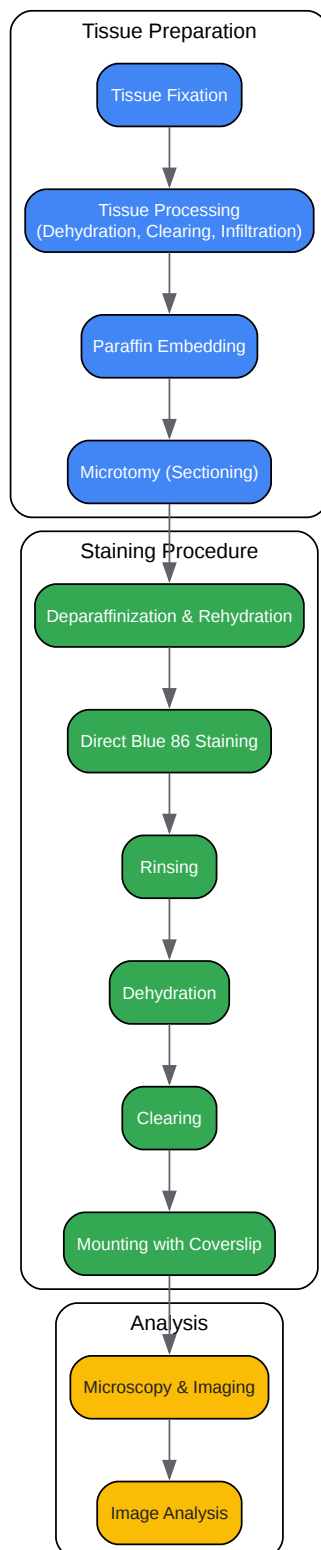 Tissue Preparation
Tissue Fixation
Tissue Processing
(Dehydration, Clearing, Infiltration)
Paraffin Embedding
Microtomy (Sectioning)
Staining Procedure
Deparaffinization & Rehydration
Direct Blue 86 Staining
Rinsing
Dehydration
Clearing
Mounting with Coverslip
Analysis
Microscopy & Imaging
Image Analysis